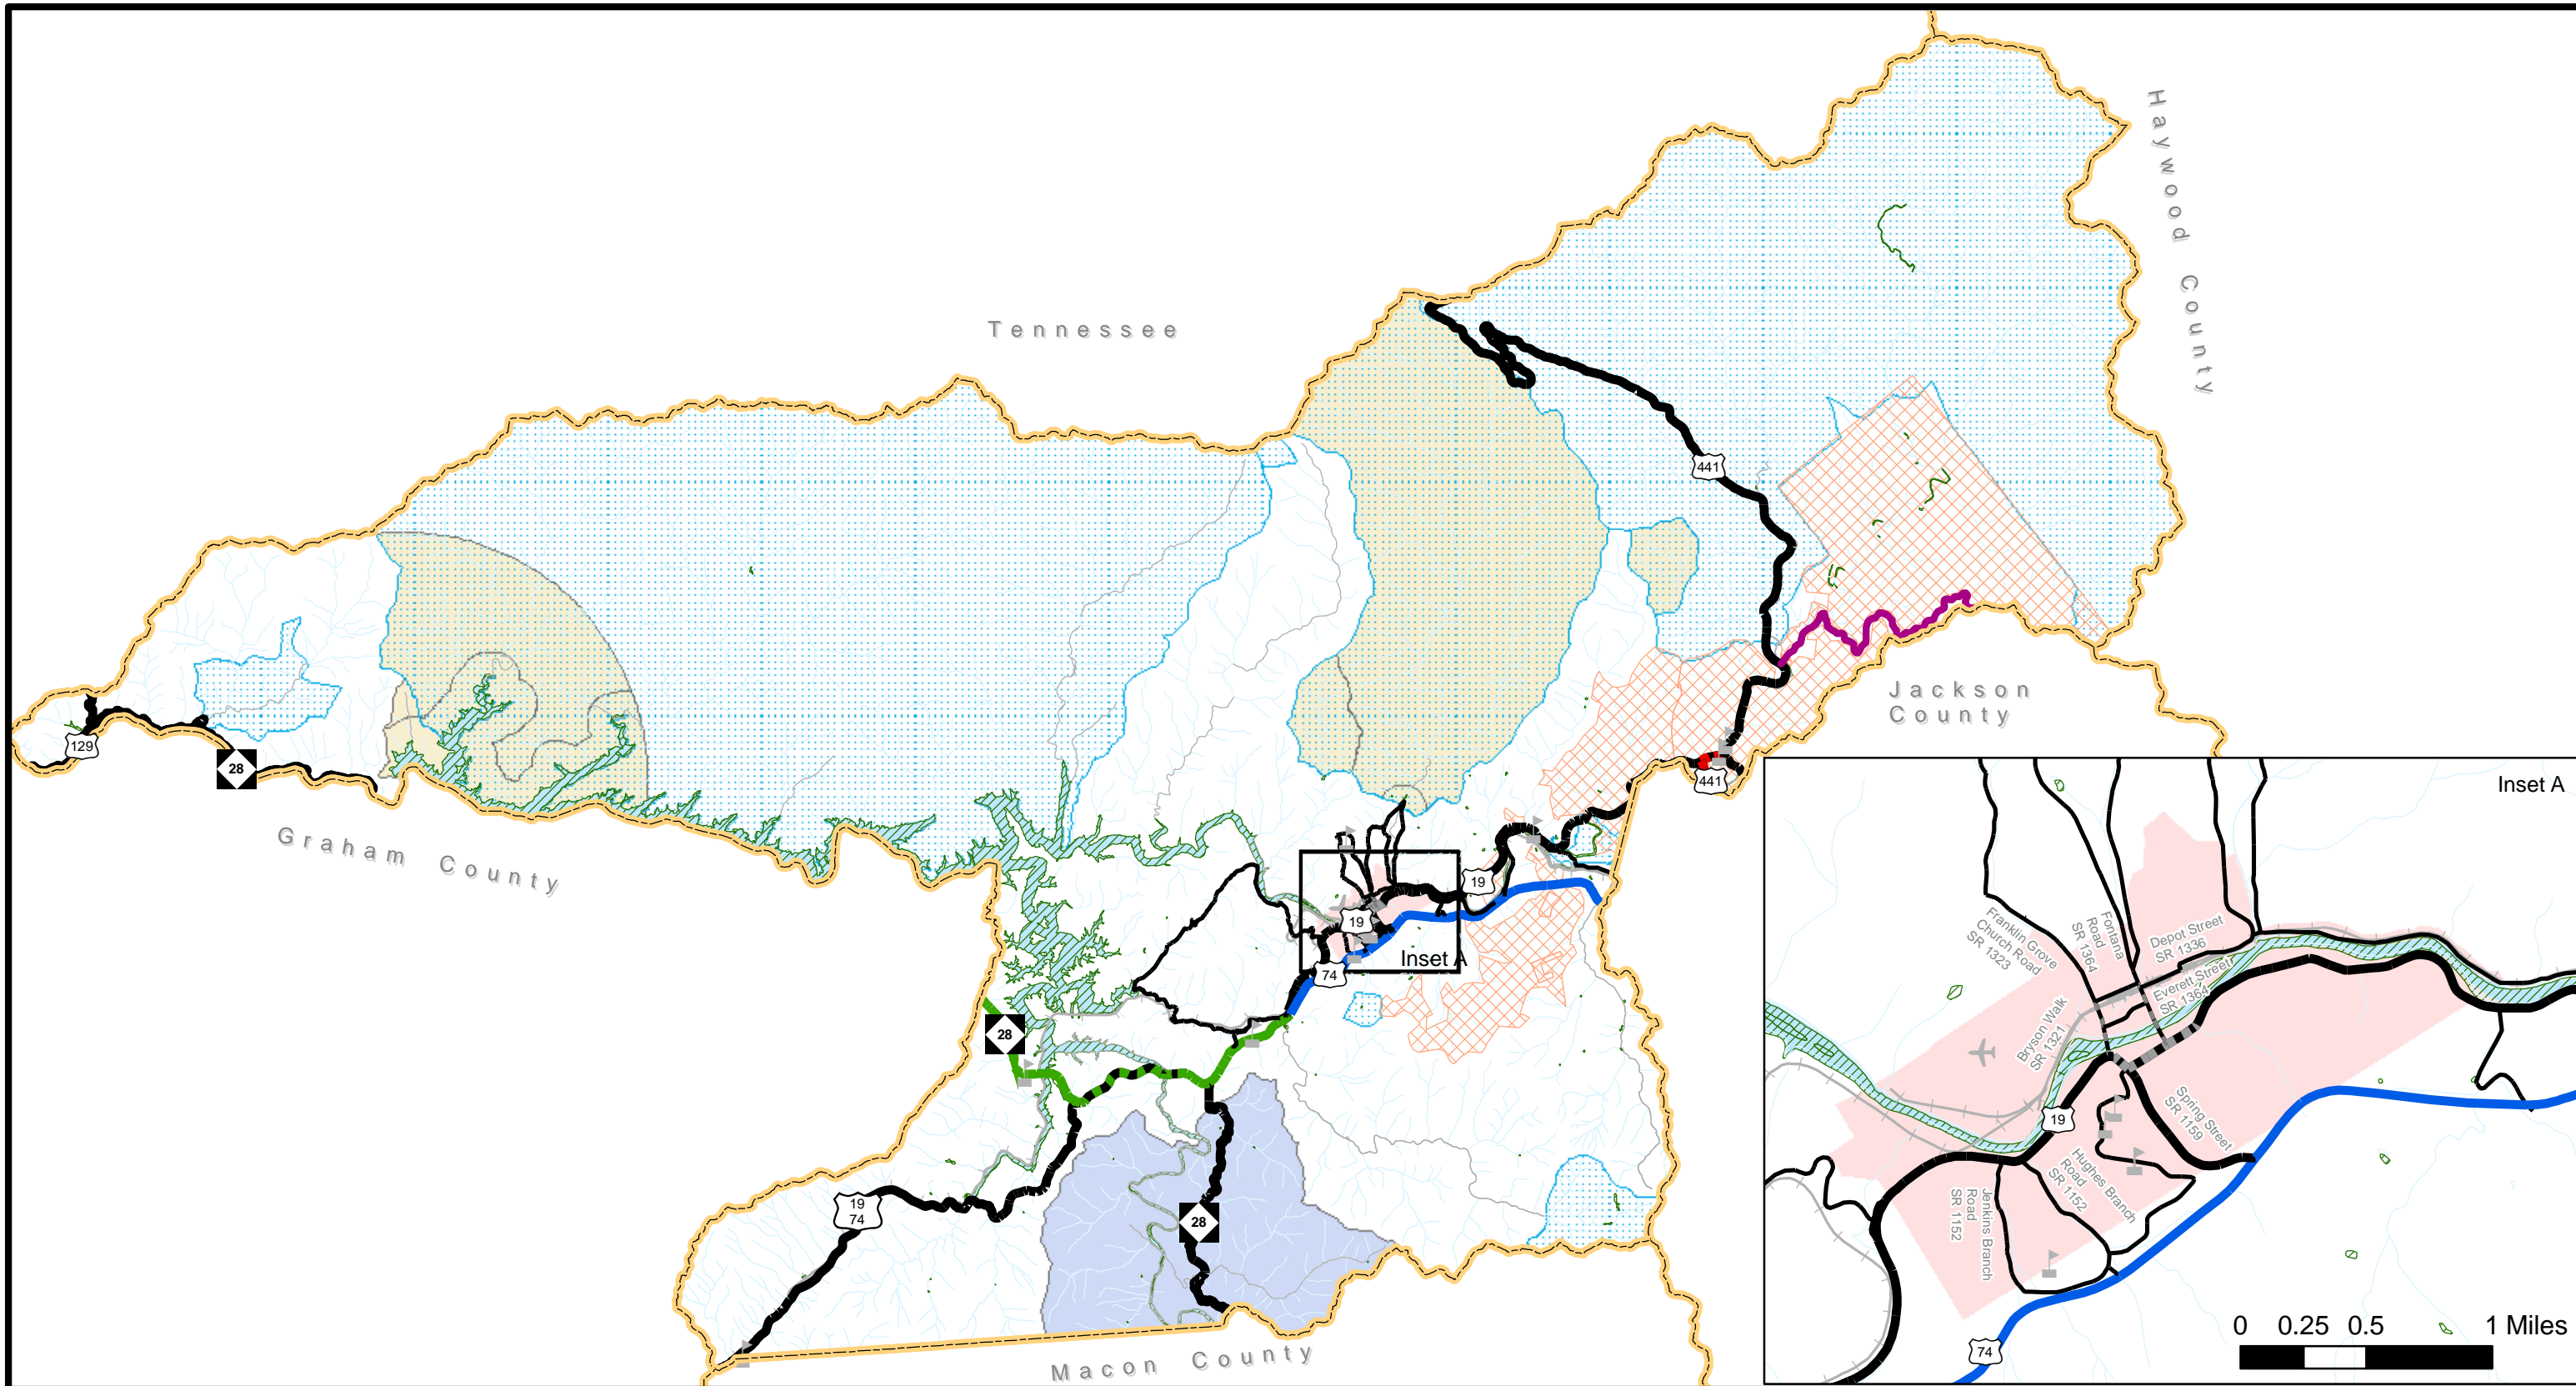 Haywood County
Tennessee
441
Jackson
County
129
28
441
Graham County
19
19
Inset A
74
28
19
74
28
Macon County
Inset A
Franklin Grove
Church Road
SR 1323
Fontana
Road
SR 1364
Depot Street
SR 1336
Everett Street
SR 1364
Bryson Walk
SR 1321
19
Spring Street
SR 1159
Hughes Branch
Road
SR 1152
Jenkins Branch
Road
SR 1152
74
0 0.25 0.5 1 Miles